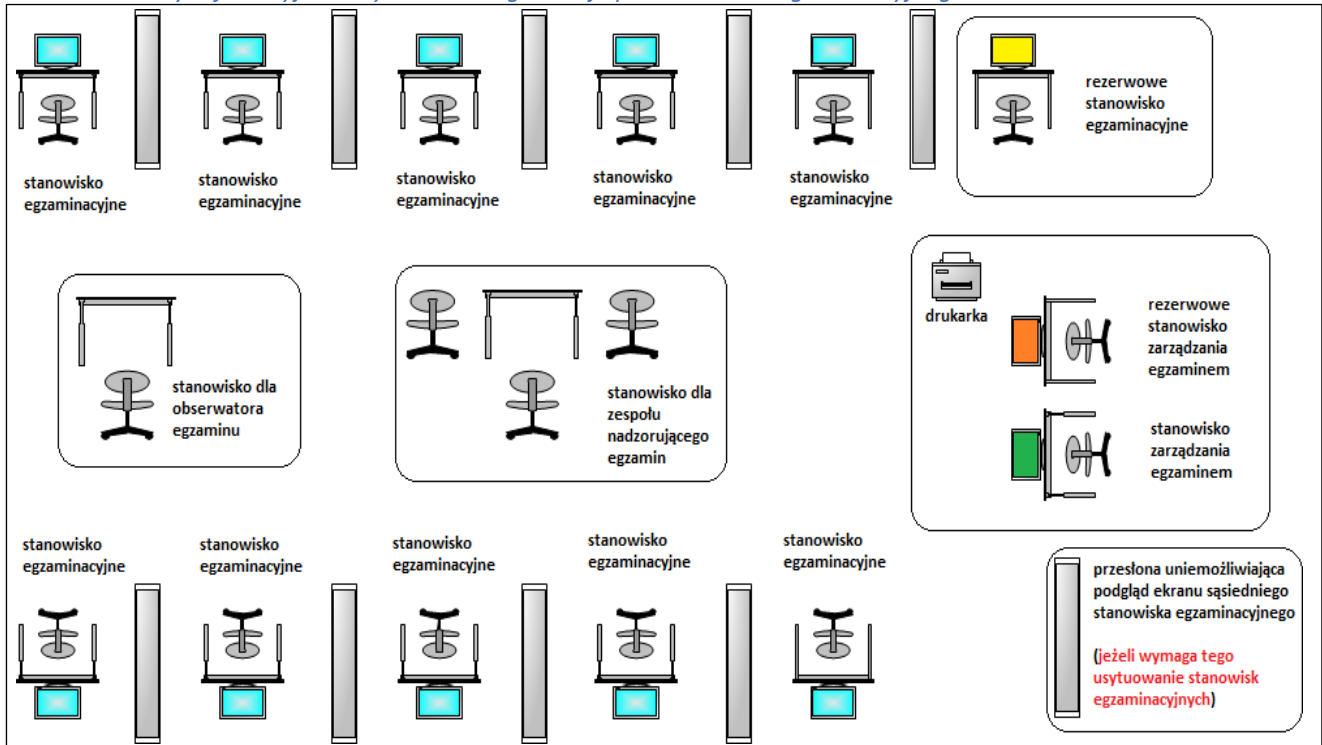 rezerwowe
stanowisko
egzaminacyjne
stanowisko
egzaminacyjne
stanowisko
egzaminacyjne
stanowisko
egzaminacyjne
stanowisko
egzaminacyjne
stanowisko
egzaminacyjne
drukarka
rezerwowe
stanowisko
zarządzania
egzaminem
stanowisko dla
obserwatora
egzaminu
stanowisko dla
zespołu
nadzorującego
egzamin
stanowisko
zarządzania
egzaminem
stanowisko
egzaminacyjne
stanowisko
egzaminacyjne
stanowisko
egzaminacyjne
stanowisko
egzaminacyjne
stanowisko
egzaminacyjne
przesłona uniemożliwiająca
podgląd ekranu sąsiedniego
stanowiska egzaminacyjnego
(jeżeli wymaga tego
usytuowanie stanowisk
egzaminacyjnych)